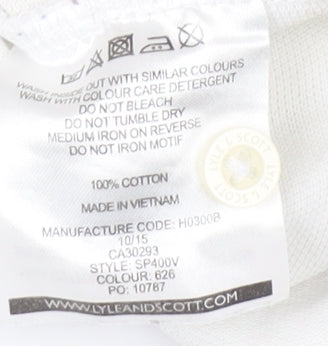 WASH INSIDE OUT WITH SIMILAR COLOURS
WASH WITH COLOUR CARE DETERGENT
DO NOT BLEACH
DO NOT TUMBLE DRY
MEDIUM IRON ON REVERSE
DO NOT IRON MOTIF
100% COTTON
MADE IN VIETNAM
MANUFACTURE CODE: H0300B
10/15
CA30293
STYLE: SP400V
COLOUR: 626
PO: 10787
WWW.LYLEANDSCOTT.COM
LYLE & SCOTT
LYLE & SCOTT